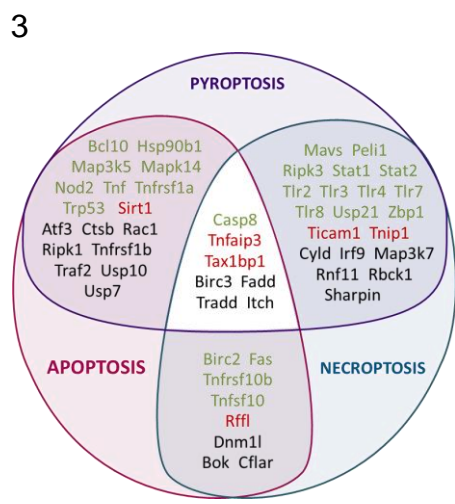 3
PYROPTOSIS
Bcl10 Hsp90b1
Map3k5 Mapk14
Nod2 Tnf Tnfrsf1a
Trp53 Sirt1
Atf3 Ctsb Rac1
Ripk1 Tnfrsf1b
Traf2 Usp10
Usp7
Mavs Peli1
Ripk3 Stat1 Stat2
Tlr2 Tlr3 Tlr4 Tlr7
Tlr8 Usp21 Zbp1
Ticam1 Tnip1
Cyld Irf9 Map3k7
Rnf11 Rbck1
Sharpin
Casp8
Tnfaip3
Tax1bp1
Birc3 Fadd
Tradd Itch
APOPTOSIS
Birc2 Fas
Tnfrsf10b
Tnfsf10
Rffl
Dnm1l
Bok Cflar
NECROPTOSIS